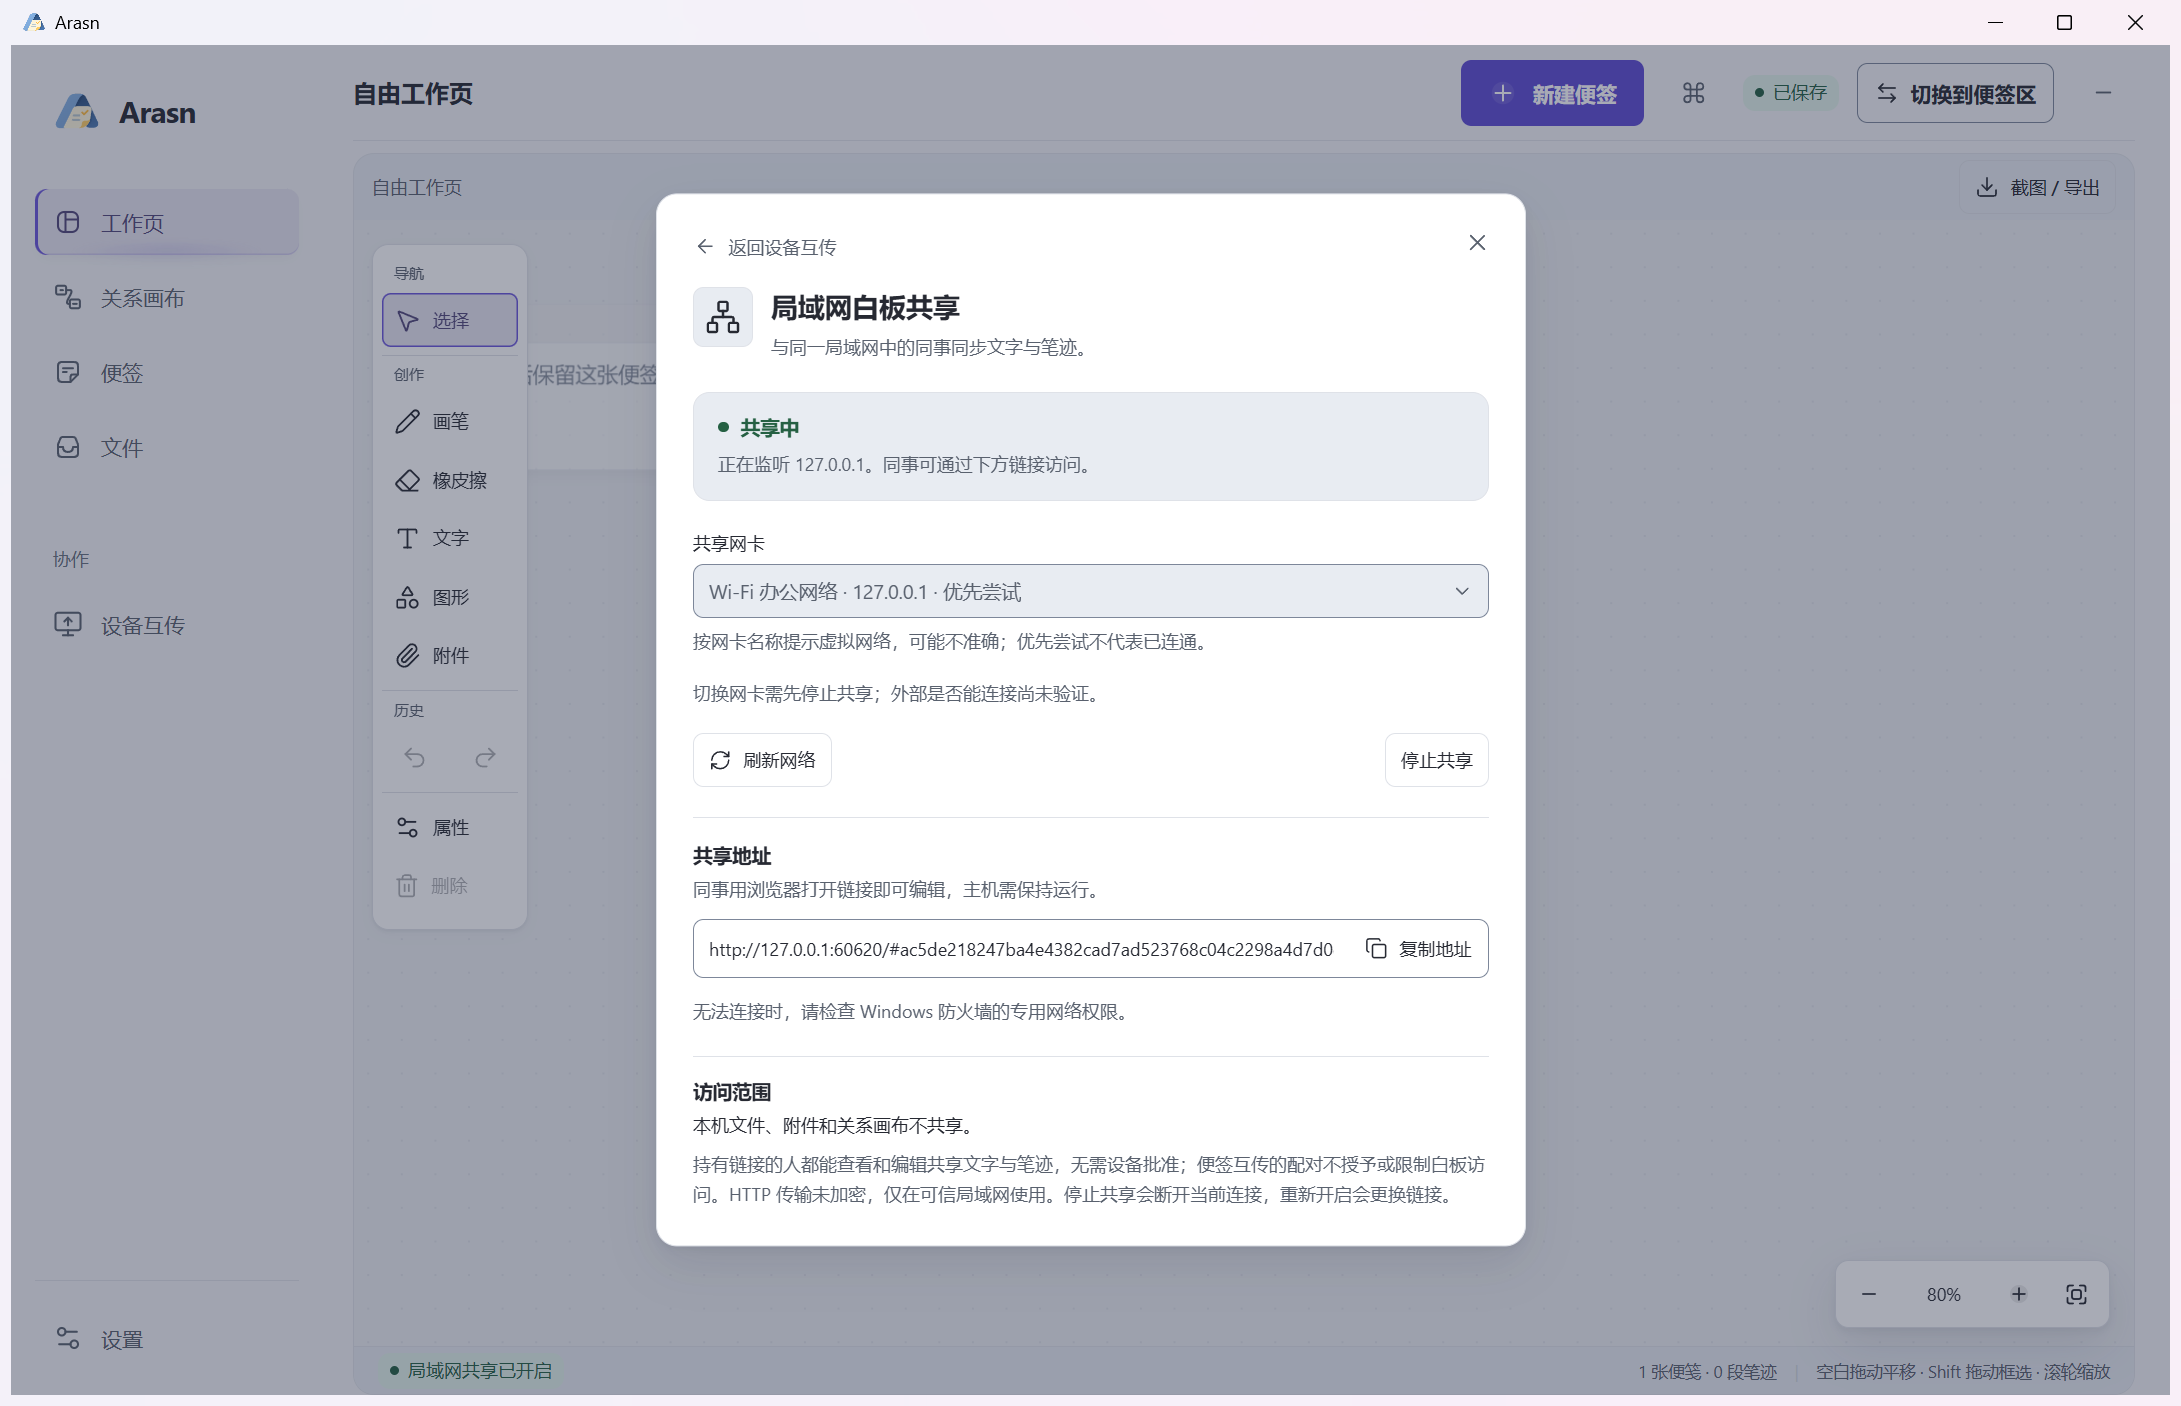 Arasn
Arasn
自由工作页
新建便签
已保存
切换到便签区
工作页
关系画布
便签
文件
协作
设备互传
设置
自由工作页
截图 / 导出
导航
选择
创作
画笔
橡皮擦
文字
图形
附件
历史
属性
删除
保留这张便签
返回设备互传
局域网白板共享
与同一局域网中的同事同步文字与笔迹。
共享中
正在监听 127.0.0.1。同事可通过下方链接访问。
共享网卡
Wi-Fi 办公网络 · 127.0.0.1 · 优先尝试
按网卡名称提示虚拟网络，可能不准确；优先尝试不代表已连通。
切换网卡需先停止共享；外部是否能连接尚未验证。
刷新网络
停止共享
共享地址
同事用浏览器打开链接即可编辑，主机需保持运行。
http://127.0.0.1:60620/#ac5de218247ba4e4382cad7ad523768c04c2298a4d7d0
复制地址
无法连接时，请检查 Windows 防火墙的专用网络权限。
访问范围
本机文件、附件和关系画布不共享。
持有链接的人都能查看和编辑共享文字与笔迹，无需设备批准；便签互传的配对不授予或限制白板访
问。HTTP 传输未加密，仅在可信局域网使用。停止共享会断开当前连接，重新开启会更换链接。
80%
局域网共享已开启
1 张便笺 · 0 段笔迹
空白拖动平移 · Shift 拖动框选 · 滚轮缩放